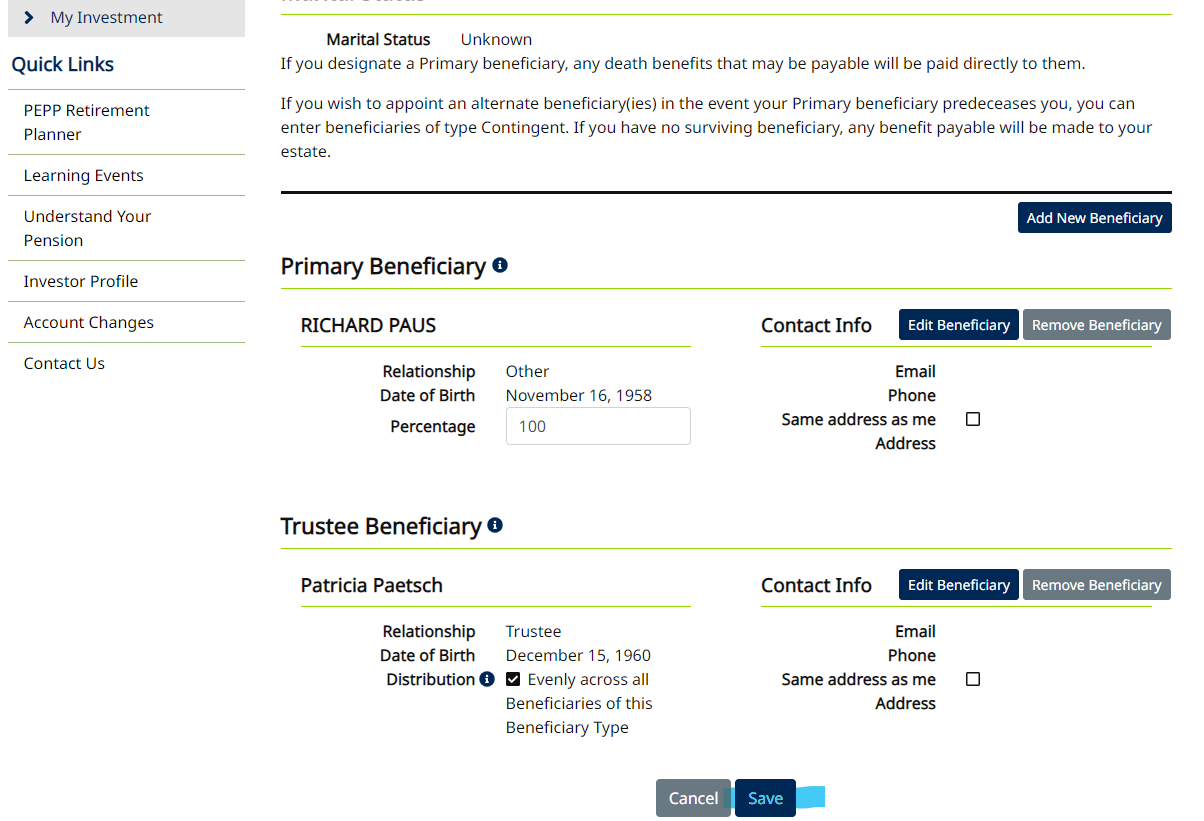 My Investment
Quick Links
PEPP Retirement
Planner
Learning Events
Understand Your
Pension
Investor Profile
Account Changes
Contact Us
Marital Status
Marital Status Unknown
If you designate a Primary beneficiary, any death benefits that may be payable will be paid directly to them.
If you wish to appoint an alternate beneficiary(ies) in the event your Primary beneficiary predeceases you, you can
enter beneficiaries of type Contingent. If you have no surviving beneficiary, any benefit payable will be made to your
estate.
Add New Beneficiary
Primary Beneficiary
RICHARD PAUS
Relationship Other
Date of Birth November 16, 1958
Percentage 100
Contact Info Edit Beneficiary Remove Beneficiary
Email
Phone
Same address as me
Address
Trustee Beneficiary
Patricia Paetsch
Relationship Trustee
Date of Birth December 15, 1960
Distribution Evenly across all
Beneficiaries of this
Beneficiary Type
Contact Info Edit Beneficiary Remove Beneficiary
Email
Phone
Same address as me
Address
Cancel Save